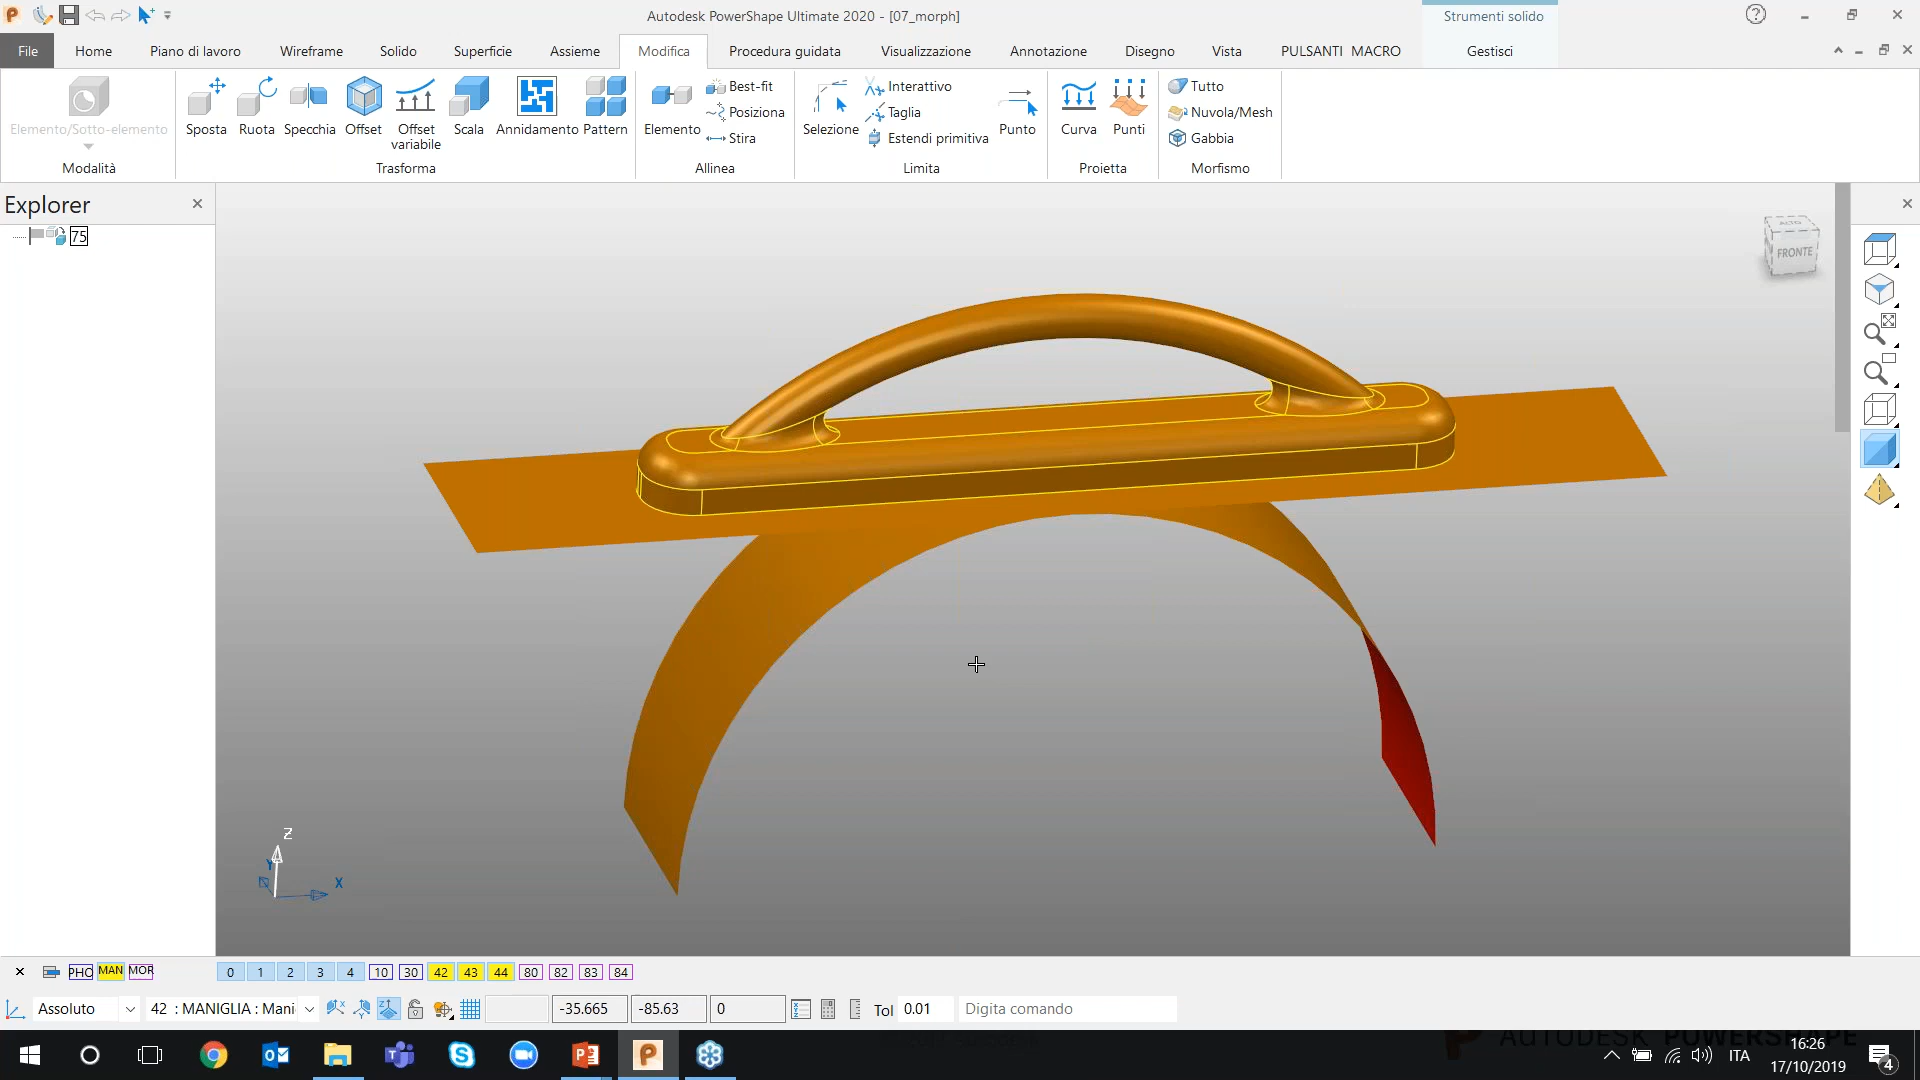 Autodesk PowerShape Ultimate 2020 - [07_morph]
Strumenti solido
File Home Piano di lavoro Wireframe Solido Superficie Assieme Modifica Procedura guidata Visualizzazione Annotazione Disegno Vista PULSANTI MACRO Gestisci
Elemento/Sotto-elemento
Modalità
Sposta Ruota Specchia Offset Offset variabile Scala Annidamento Pattern
Trasforma
Elemento
Best-fit
Posiziona
Stira
Allinea
Selezione
Interattivo
Taglia
Estendi primitiva
Punto
Limita
Curva Punti
Proietta
Tutto
Nuvola/Mesh
Gabbia
Morfismo
Explorer
75
ALTO
FRONTE
Z
Y
X
PHO MAN MOR 0 1 2 3 4 10 30 42 43 44 80 82 83 84
Assoluto 42 : MANIGLIA : Mani -35.665 -85.63 0 Tol 0.01 Digita comando
AUTODESK POWERSHAPE
ITA
16:26
17/10/2019
4